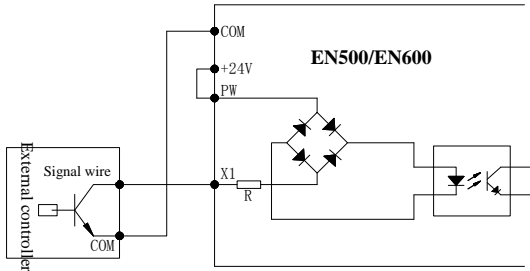 COM
+24V
EN500/EN600
PW
External controller
Signal wire
X1
R
COM